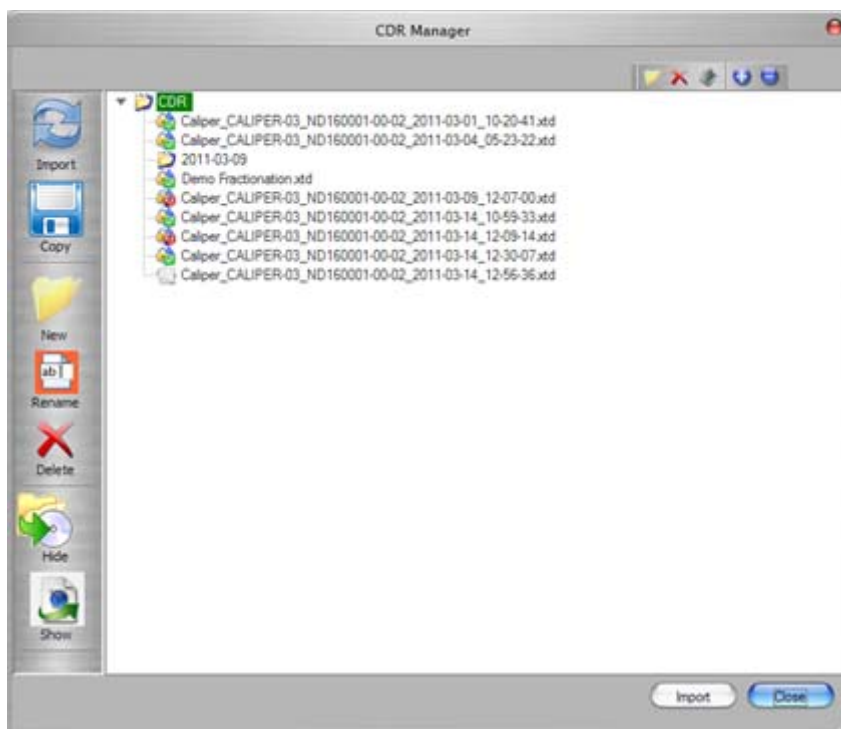 CDR Manager
Import
Copy
New
ab
Rename
Delete
Hide
Show
CDR
Caliper_CALIPER-03_ND160001-00-02_2011-03-01_10-20-41.xtd
Caliper_CALIPER-03_ND160001-00-02_2011-03-04_05-23-22.xtd
2011-03-09
Demo Fractionation.xtd
Caliper_CALIPER-03_ND160001-00-02_2011-03-09_12-07-00.xtd
Caliper_CALIPER-03_ND160001-00-02_2011-03-14_10-59-33.xtd
Caliper_CALIPER-03_ND160001-00-02_2011-03-14_12-09-14.xtd
Caliper_CALIPER-03_ND160001-00-02_2011-03-14_12-30-07.xtd
Caliper_CALIPER-03_ND160001-00-02_2011-03-14_12-56-36.xtd
Import Close